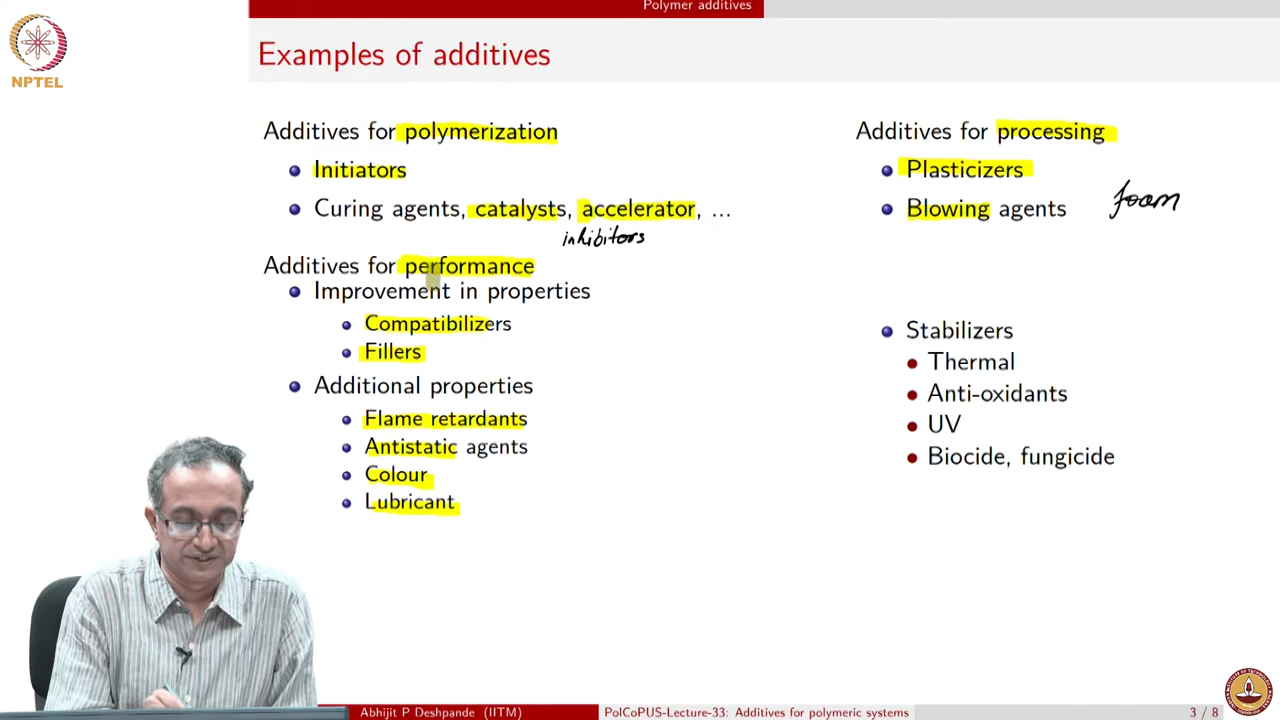 Polymer additives
NPTEL
Examples of additives
Additives for polymerization
Initiators
Curing agents, catalysts, accelerator, ...
inhibitors
Additives for performance
Improvement in properties
Compatibilizers
Fillers
Additional properties
Flame retardants
Antistatic agents
Colour
Lubricant
Additives for processing
Plasticizers
Blowing agents
foam
Stabilizers
Thermal
Anti-oxidants
UV
Biocide, fungicide
Abhijit P Deshpande (IITM)
PolCoPUS-Lecture-33: Additives for polymeric systems
3 / 8